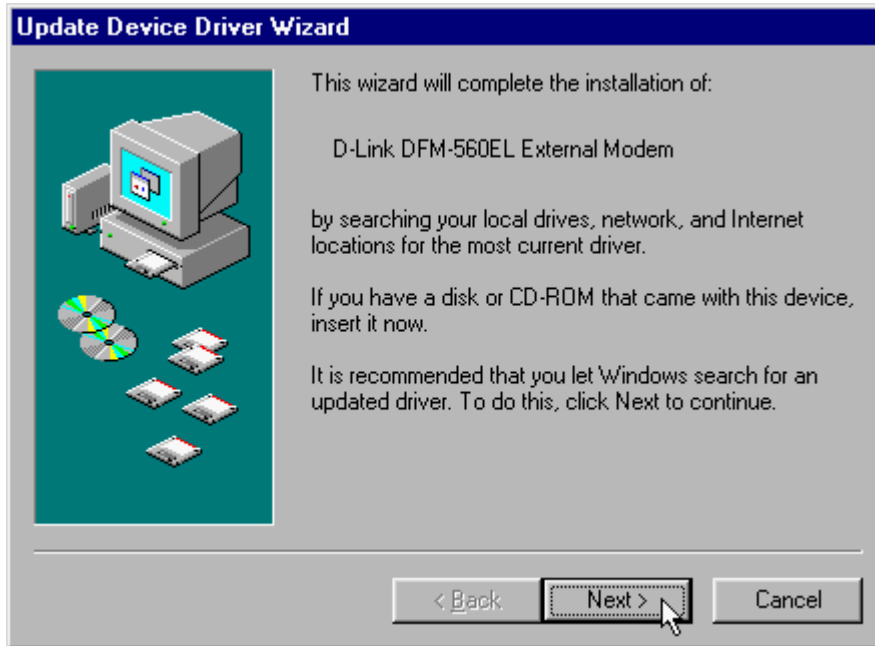 Update Device Driver Wizard
This wizard will complete the installation of:
D-Link DFM-560EL External Modem
by searching your local drives, network, and Internet
locations for the most current driver.
If you have a disk or CD-ROM that came with this device,
insert it now.
It is recommended that you let Windows search for an
updated driver. To do this, click Next to continue.
< Back
Next >
Cancel